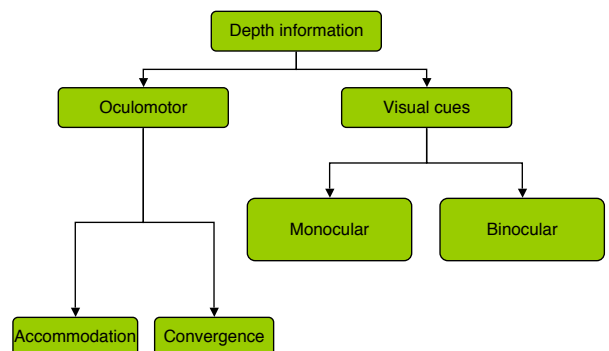 Depth information
Oculomotor
Visual cues
Monocular
Binocular
Accommodation
Convergence